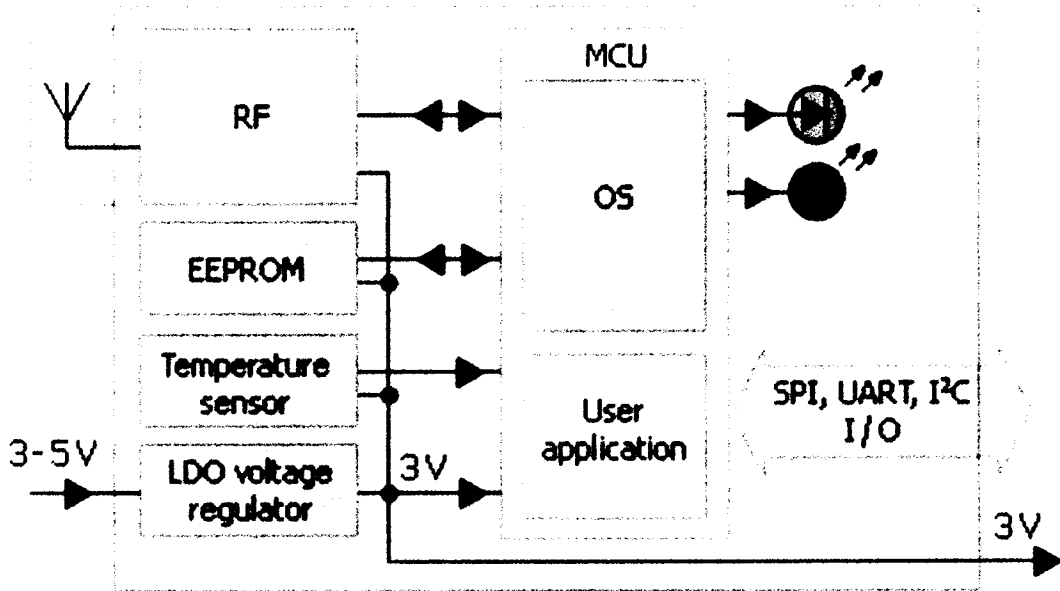 MCU
RF
OS
EEPROM
Temperature
sensor
User
application
SPI, UART, I²C
I/O
3-5V
LDO voltage
regulator
3V
3V